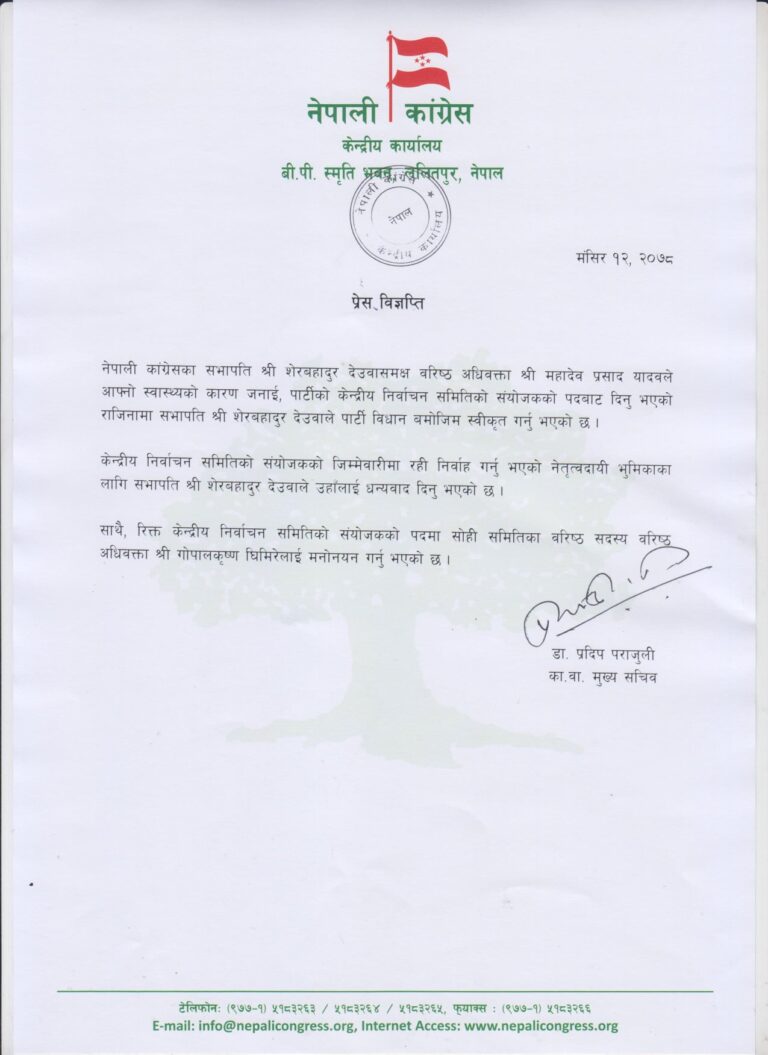 नेपाली कांग्रेस
केन्द्रीय कार्यालय
बी.पी. स्मृति भवन, ललितपुर, नेपाल
नेपाली कांग्रेस
नेपाल
केन्द्रीय कार्यालय
मंसिर १२, २०७८
प्रेस विज्ञप्ति
नेपाली कांग्रेसका सभापति श्री शेरबहादुर देउवासमक्ष वरिष्ठ अधिवक्ता श्री महादेव प्रसाद यादवले
आफ्नो स्वास्थ्यको कारण जनाई, पार्टीको केन्द्रीय निर्वाचन समितिको संयोजकको पदबाट दिनु भएको
राजिनामा सभापति श्री शेरबहादुर देउवाले पार्टी विधान बमोजिम स्वीकृत गर्नु भएको छ ।
केन्द्रीय निर्वाचन समितिको संयोजकको जिम्मेवारीमा रही निर्वाह गर्नु भएको नेतृत्वदायी भुमिकाका
लागि सभापति श्री शेरबहादुर देउवाले उहाँलाई धन्यवाद दिनु भएको छ ।
साथै, रिक्त केन्द्रीय निर्वाचन समितिको संयोजकको पदमा सोही समितिका वरिष्ठ सदस्य वरिष्ठ
अधिवक्ता श्री गोपालकृष्ण घिमिरेलाई मनोनयन गर्नु भएको छ ।
डा. प्रदिप पराजुली
का.वा. मुख्य सचिव
टेलिफोन: (९७७-१) ५१८३२६३ / ५१८३२६४ / ५१८३२६५, फ्याक्स : (९७७-१) ५१८३२६६
E-mail: info@nepalicongress.org, Internet Access: www.nepalicongress.org